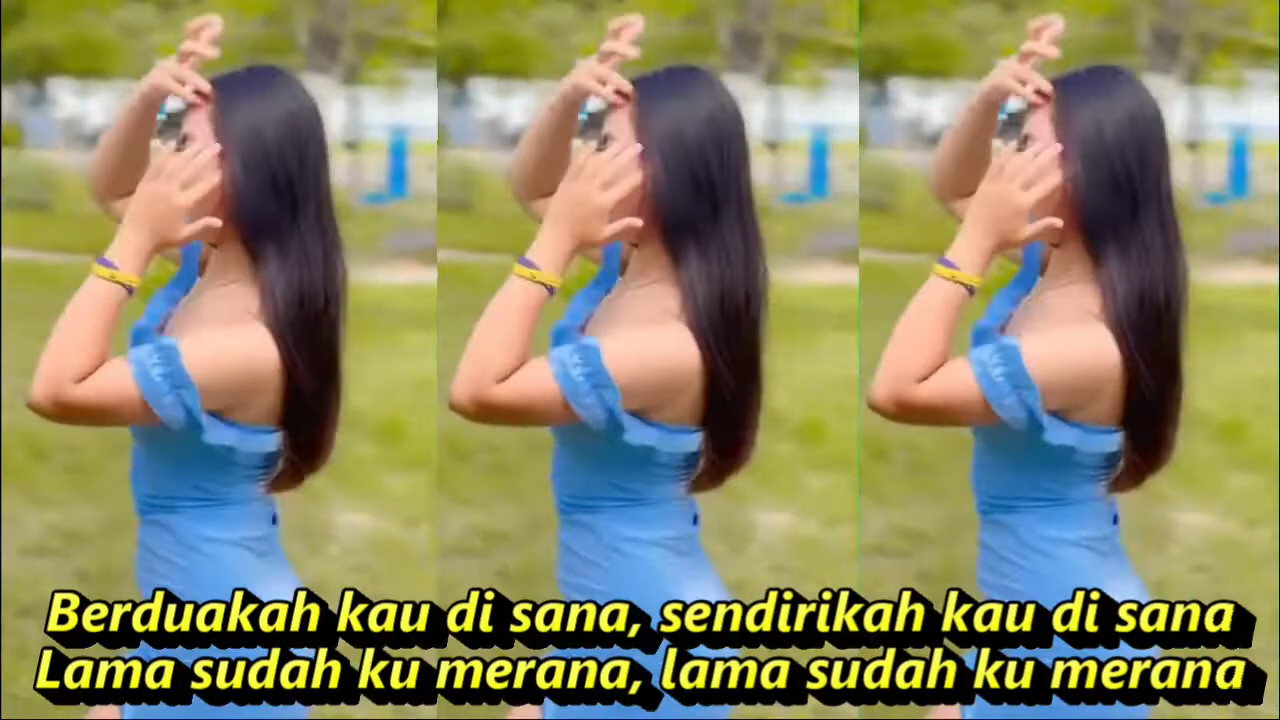 Berduakah kau di sana, sendirikah kau di sana
Lama sudah ku merana, lama sudah ku merana